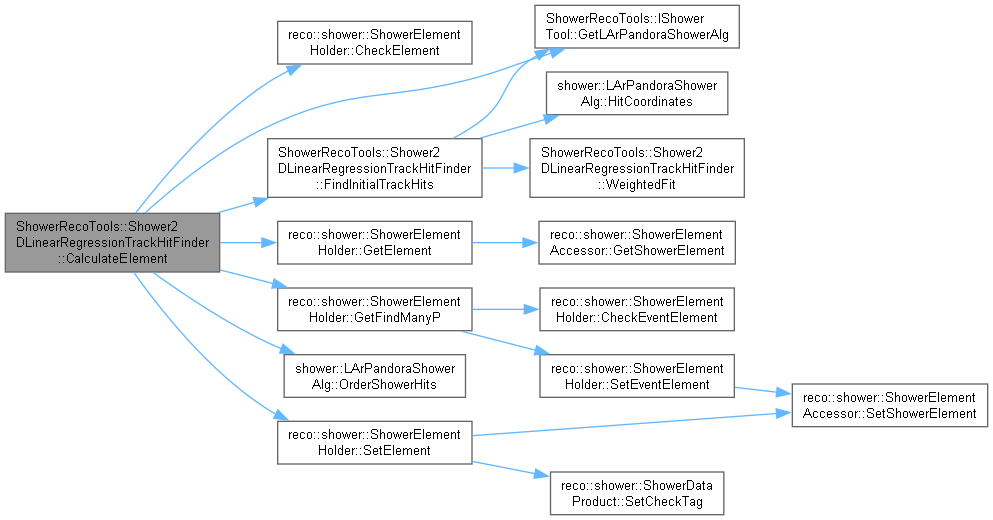 ShowerRecoTools::Shower2
DLinearRegressionTrackHitFinder
::CalculateElement
reco::shower::ShowerElement
Holder::CheckElement
ShowerRecoTools::IShower
Tool::GetLArPandoraShowerAlg
ShowerRecoTools::Shower2
DLinearRegressionTrackHitFinder
::FindInitialTrackHits
shower::LArPandoraShower
Alg::HitCoordinates
ShowerRecoTools::Shower2
DLinearRegressionTrackHitFinder
::WeightedFit
reco::shower::ShowerElement
Holder::GetElement
reco::shower::ShowerElement
Accessor::GetShowerElement
reco::shower::ShowerElement
Holder::GetFindManyP
reco::shower::ShowerElement
Holder::CheckEventElement
reco::shower::ShowerElement
Holder::SetEventElement
reco::shower::ShowerElement
Accessor::SetShowerElement
shower::LArPandoraShower
Alg::OrderShowerHits
reco::shower::ShowerElement
Holder::SetElement
reco::shower::ShowerData
Product::SetCheckTag